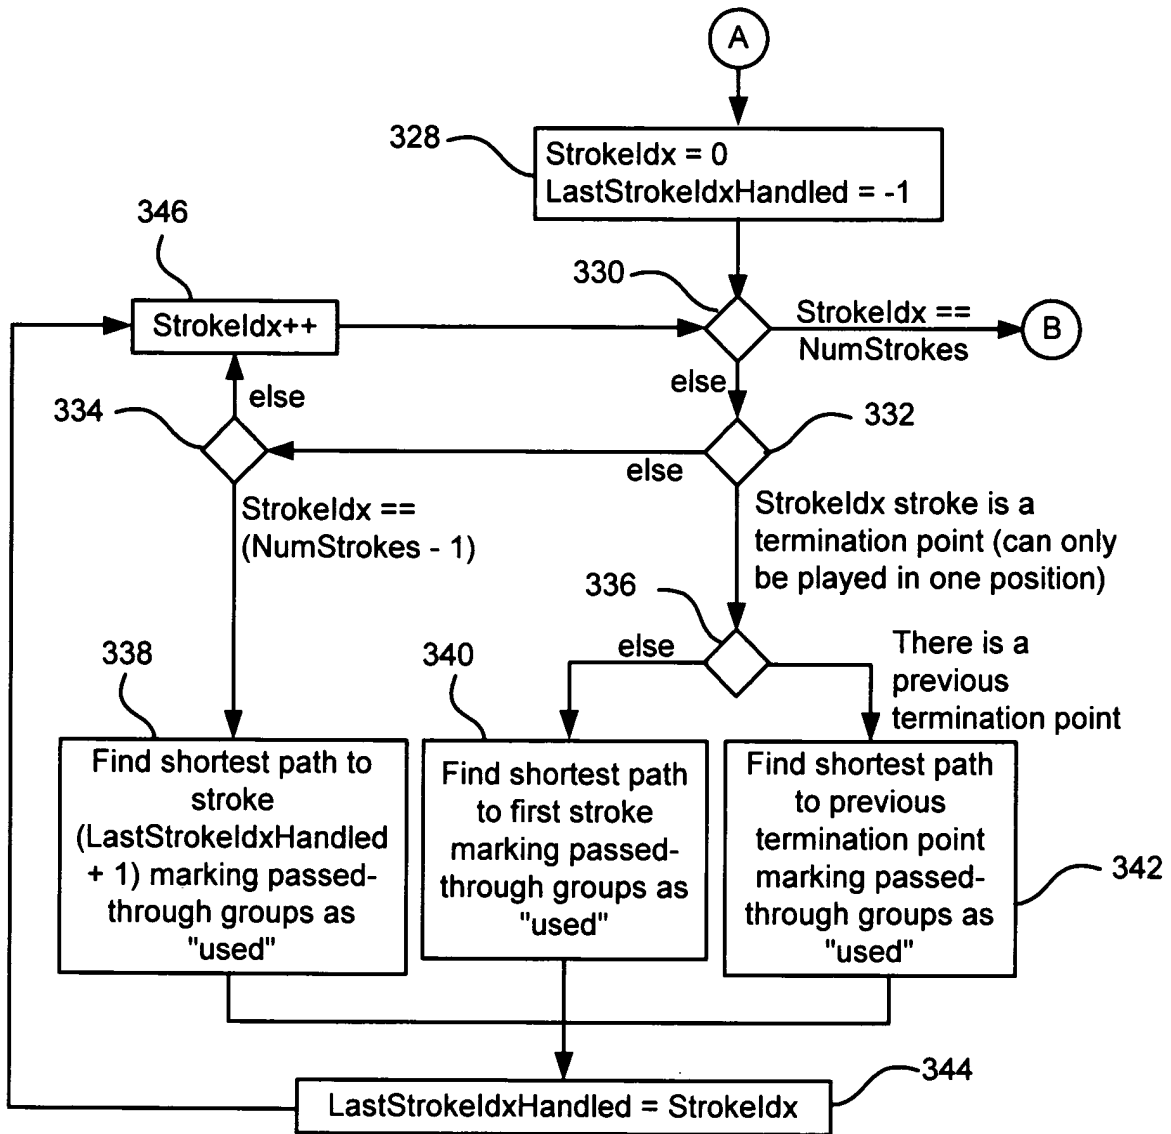 A
328
StrokeIdx = 0
LastStrokeIdxHandled = -1
346
330
StrokeIdx++
StrokeIdx ==
NumStrokes
B
else
else
334
332
else
StrokeIdx ==
(NumStrokes - 1)
StrokeIdx stroke is a
termination point (can only
be played in one position)
336
else
There is a
previous
termination point
338
340
Find shortest path to
stroke
(LastStrokeIdxHandled
+ 1) marking passed-
through groups as
"used"
Find shortest path
to first stroke
marking passed-
through groups as
"used"
Find shortest path
to previous
termination point
marking passed-
through groups as
"used"
342
344
LastStrokeIdxHandled = StrokeIdx